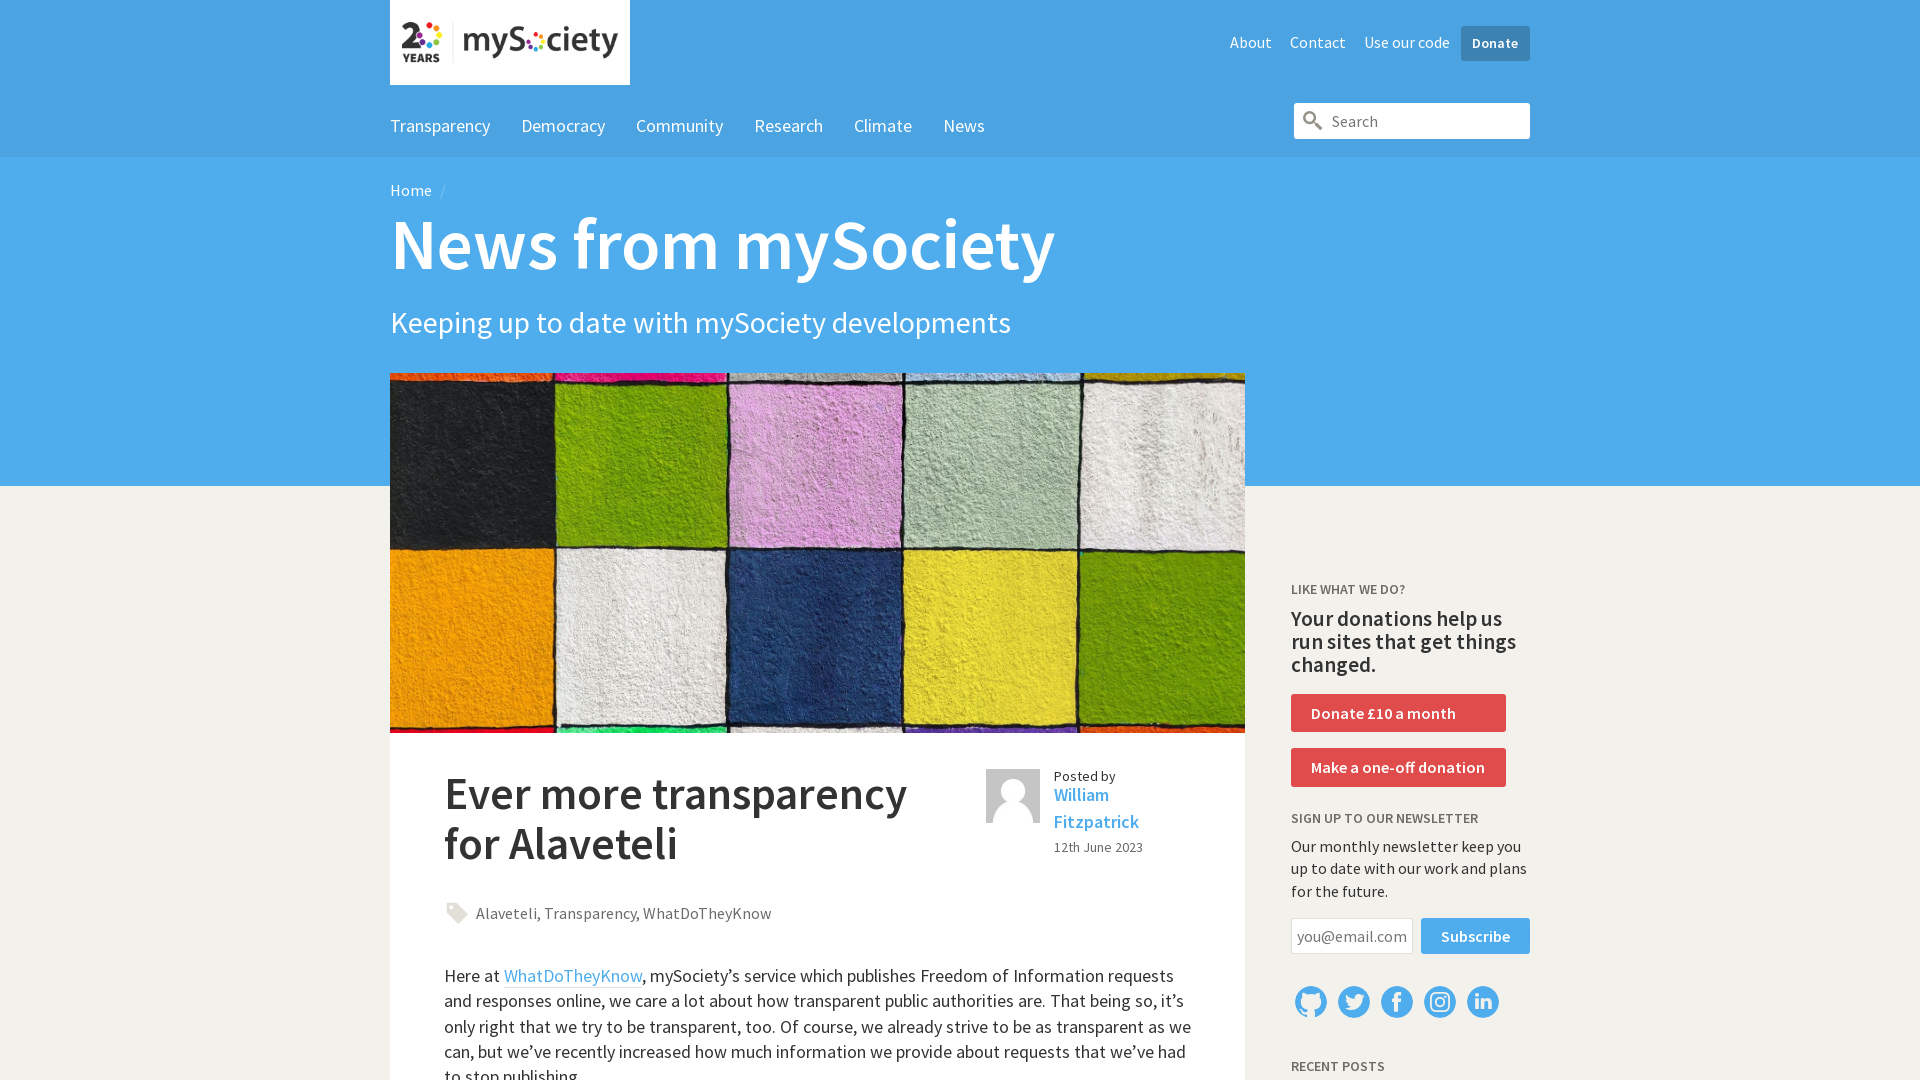 20 YEARS mySociety
About Contact Use our code Donate
Transparency Democracy Community Research Climate News
Search
Home /
News from mySociety
Keeping up to date with mySociety developments
Ever more transparency
for Alaveteli
Posted by
William
Fitzpatrick
12th June 2023
Alaveteli, Transparency, WhatDoTheyKnow
Here at WhatDoTheyKnow, mySociety’s service which publishes Freedom of Information requests
and responses online, we care a lot about how transparent public authorities are. That being so, it’s
only right that we try to be transparent, too. Of course, we already strive to be as transparent as we
can, but we’ve recently increased how much information we provide about requests that we’ve had
to stop publishing.
LIKE WHAT WE DO?
Your donations help us
run sites that get things
changed.
Donate £10 a month
Make a one-off donation
SIGN UP TO OUR NEWSLETTER
Our monthly newsletter keep you
up to date with our work and plans
for the future.
you@email.com Subscribe
RECENT POSTS